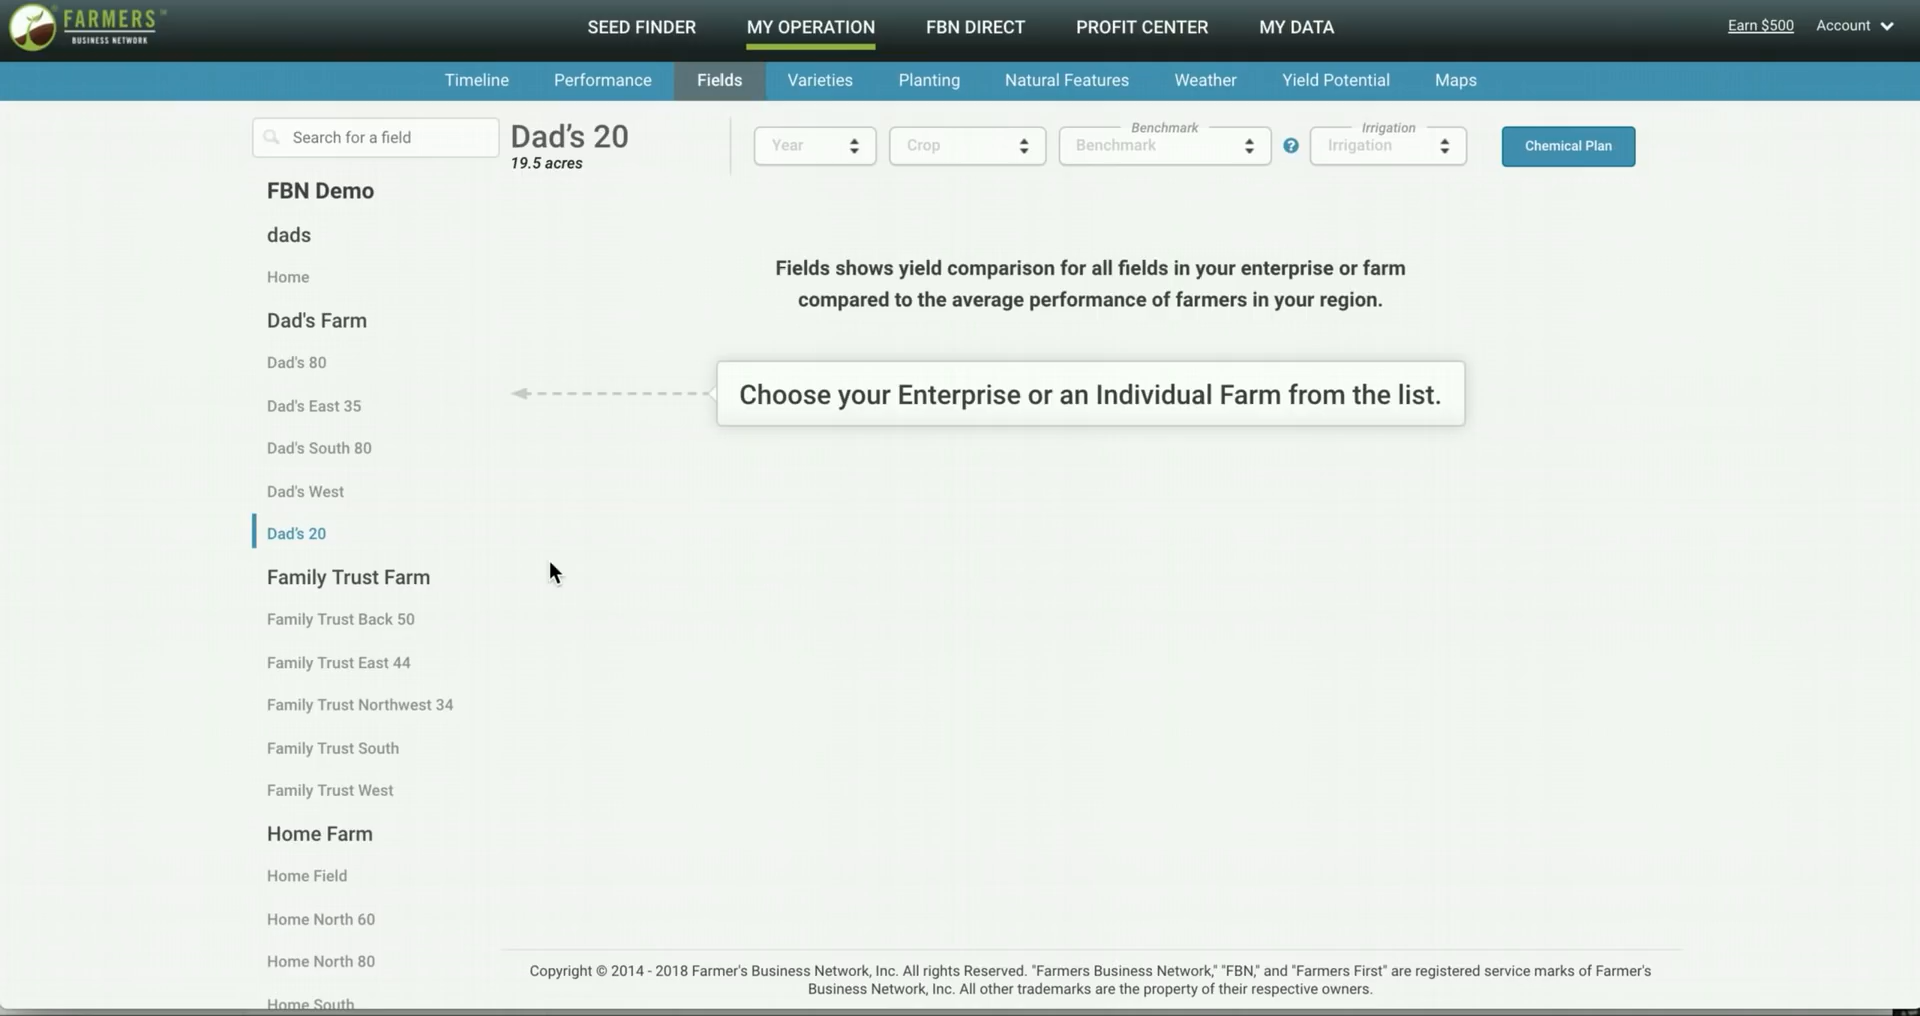 FARMERS
BUSINESS NETWORK
SEED FINDER
MY OPERATION
FBN DIRECT
PROFIT CENTER
MY DATA
Earn $500
Account
Timeline
Performance
Fields
Varieties
Planting
Natural Features
Weather
Yield Potential
Maps
Search for a field
Dad’s 20
19.5 acres
Year
Crop
Benchmark
Benchmark
?
Irrigation
Irrigation
Chemical Plan
FBN Demo
dads
Home
Dad's Farm
Dad's 80
Dad's East 35
Dad's South 80
Dad's West
Dad’s 20
Family Trust Farm
Family Trust Back 50
Family Trust East 44
Family Trust Northwest 34
Family Trust South
Family Trust West
Home Farm
Home Field
Home North 60
Home North 80
Home South
Fields shows yield comparison for all fields in your enterprise or farm
compared to the average performance of farmers in your region.
Choose your Enterprise or an Individual Farm from the list.
Copyright © 2014 - 2018 Farmer's Business Network, Inc. All rights Reserved. "Farmers Business Network," "FBN," and "Farmers First" are registered service marks of Farmer's
Business Network, Inc. All other trademarks are the property of their respective owners.